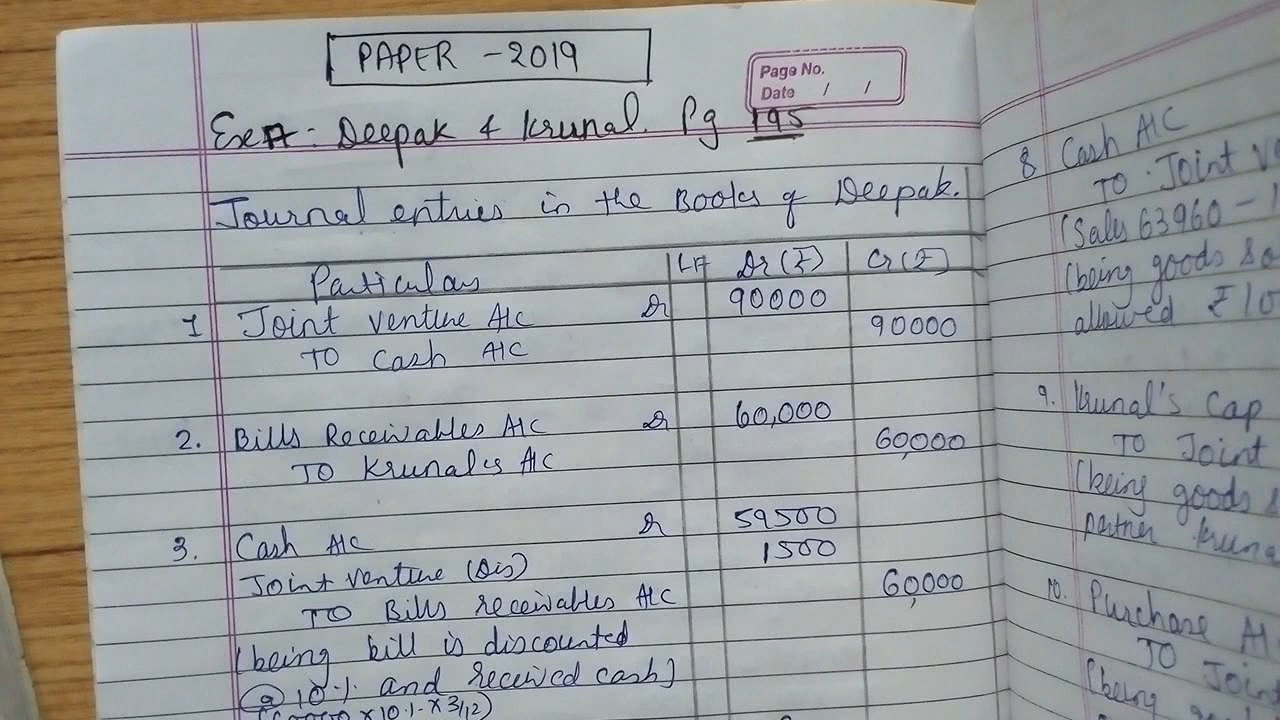 PAPER - 2019
Page No.
Date / /
Ex : Deepak & Krunal. Pg 195
Journal entries in the Books of Deepak.
Particulars LF Dr (₹) Cr (₹)
1 Joint venture A/C Dr 90000
TO Cash A/C 90000
2. Bills Receivables A/C Dr 60,000
TO Krunal's A/C 60,000
3. Cash A/C Dr 59500
Joint venture (Dis) 1500
TO Bills receivables A/C 60,000
(being bill is discounted
@ 10% and received cash)
x 10% x 3/12)
8 Cash A/C
TO Joint
(Sales 63960 -
(being goods
allowed ₹
9. Krunal's Cap
TO Joint
(being goods
partner
10. Purchase
TO Joint
(being